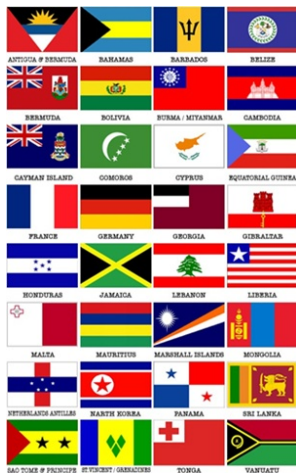 ANTIGUA & BERMUDA BAHAMAS BARBADOS BELIZE
BERMUDA BOLIVIA BURMA / MIYANMAR CAMBODIA
CAYMAN ISLAND COMOROS CYPRUS EQUATORIAL GUINEA
FRANCE GERMANY GEORGIA GIBRALTAR
HONDURAS JAMAICA LEBANON LIBERIA
MALTA MAURITIUS MARSHALL ISLANDS MONGOLIA
NETHERLANDS ANTILLES NARTH KOREA PANAMA SRI LANKA
SAO TOME & PRINCIPE ST VINCENT / GRENADINES TONGA VANUATU